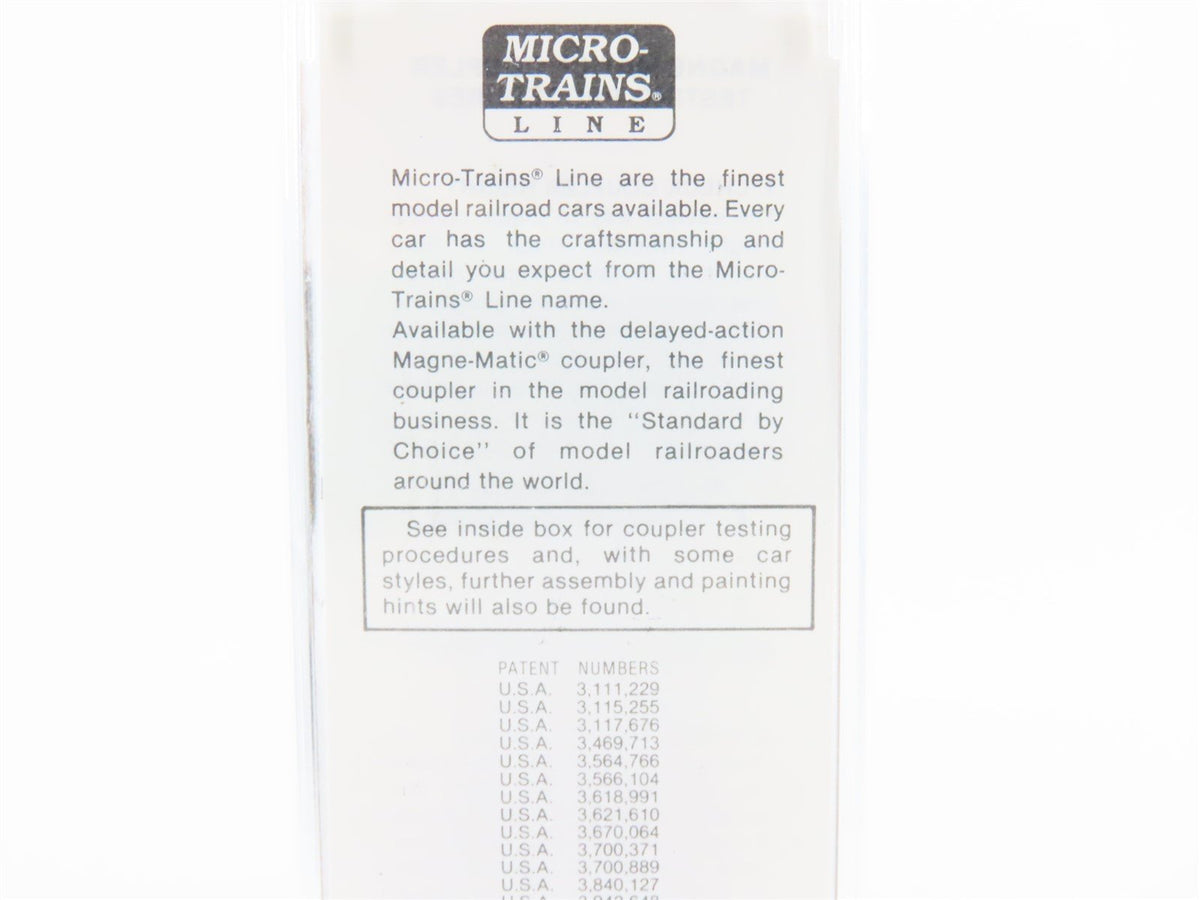 MICRO-
TRAINS®
LINE
Micro-Trains® Line are the finest
model railroad cars available. Every
car has the craftsmanship and
detail you expect from the Micro-
Trains® Line name.
Available with the delayed-action
Magne-Matic® coupler, the finest
coupler in the model railroading
business. It is the "Standard by
Choice" of model railroaders
around the world.
See inside box for coupler testing
procedures and, with some car
styles, further assembly and painting
hints will also be found.
PATENT NUMBERS
U.S.A. 3,111,229
U.S.A. 3,115,255
U.S.A. 3,117,676
U.S.A. 3,469,713
U.S.A. 3,564,766
U.S.A. 3,566,104
U.S.A. 3,618,991
U.S.A. 3,621,610
U.S.A. 3,670,064
U.S.A. 3,700,371
U.S.A. 3,700,889
U.S.A. 3,840,127